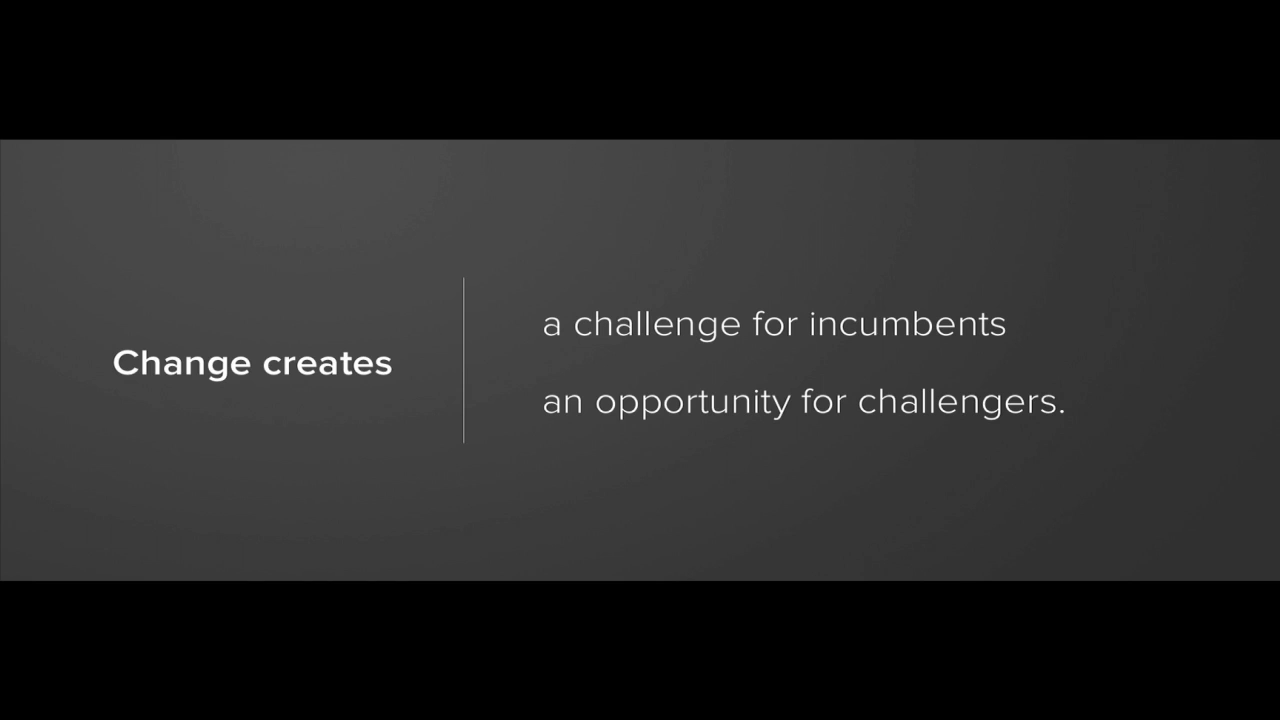 Change creates
a challenge for incumbents
an opportunity for challengers.